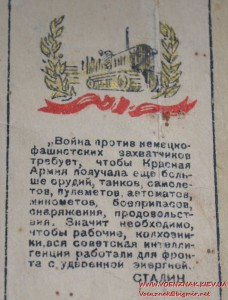 „Война против немецко-
фашистских захватчиков
требует, чтобы Красная
Армия получала еще боль-
ше орудий, танков, самоле-
тов, пулеметов, автоматов,
минометов, боеприпасов,
снаряжения, продовольст-
вия. Значит необходимо,
чтобы рабочие, колхозни-
ки, вся советская интелли-
генция работали для фрон-
та с удвоенной энергией.
СТАЛИН
WWW.VOENZNAK.KIEV.UA
Voenznak@bigmir.net